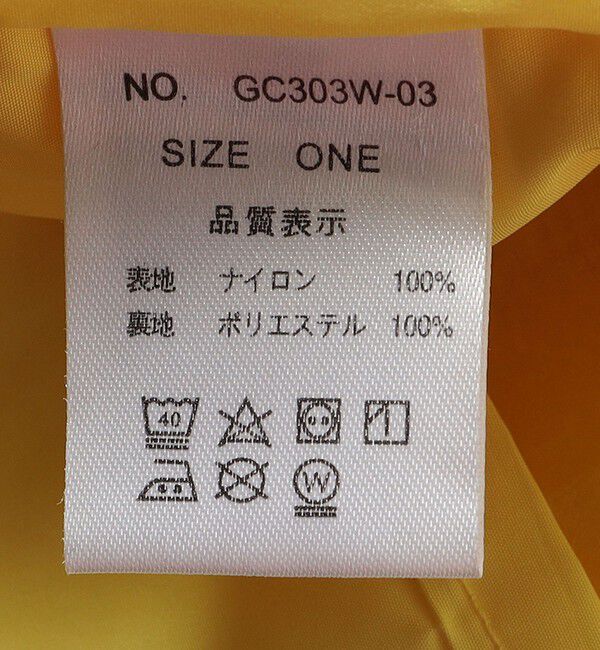 NO. GC303W-03
SIZE ONE
品質表示
表地 ナイロン 100%
裏地 ポリエステル 100%
40
W